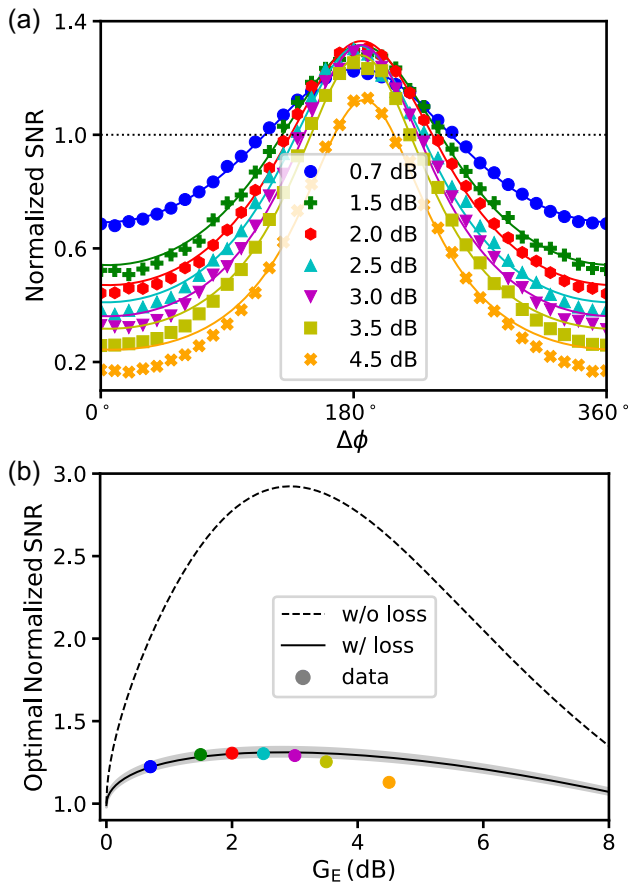 (a)
1.4
1.0
0.6
0.2
Normalized SNR
0.7 dB
1.5 dB
2.0 dB
2.5 dB
3.0 dB
3.5 dB
4.5 dB
0° 180° 360°
Δϕ
(b)
3.0
2.5
2.0
1.5
1.0
Optimal Normalized SNR
w/o loss
w/ loss
data
0 2 4 6 8
G_E (dB)